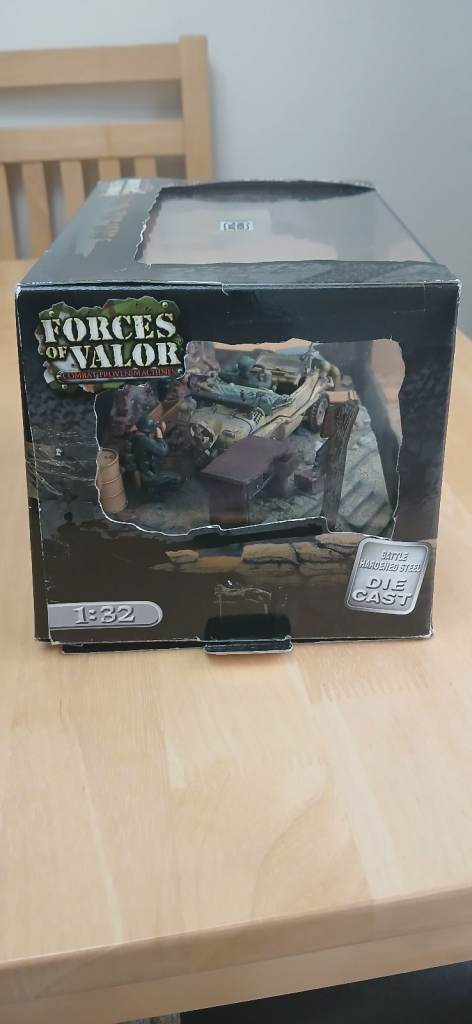 FORCES
OF VALOR
COMBAT PROVEN MACHINES
BATTLE
HARDENED STEEL
DIE
CAST
1:32